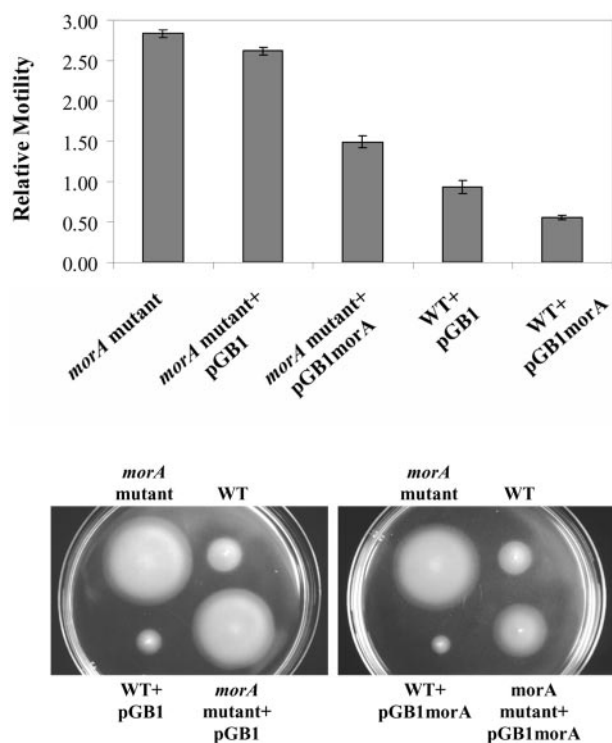 3.00
2.50
2.00
1.50
1.00
0.50
0.00
Relative Motility
morA mutant
morA mutant+
pGB1
morA mutant+
pGB1morA
WT+
pGB1
WT+
pGB1morA
morA
mutant
WT
WT+
pGB1
morA
mutant+
pGB1
morA
mutant
WT
WT+
pGB1morA
morA
mutant+
pGB1morA